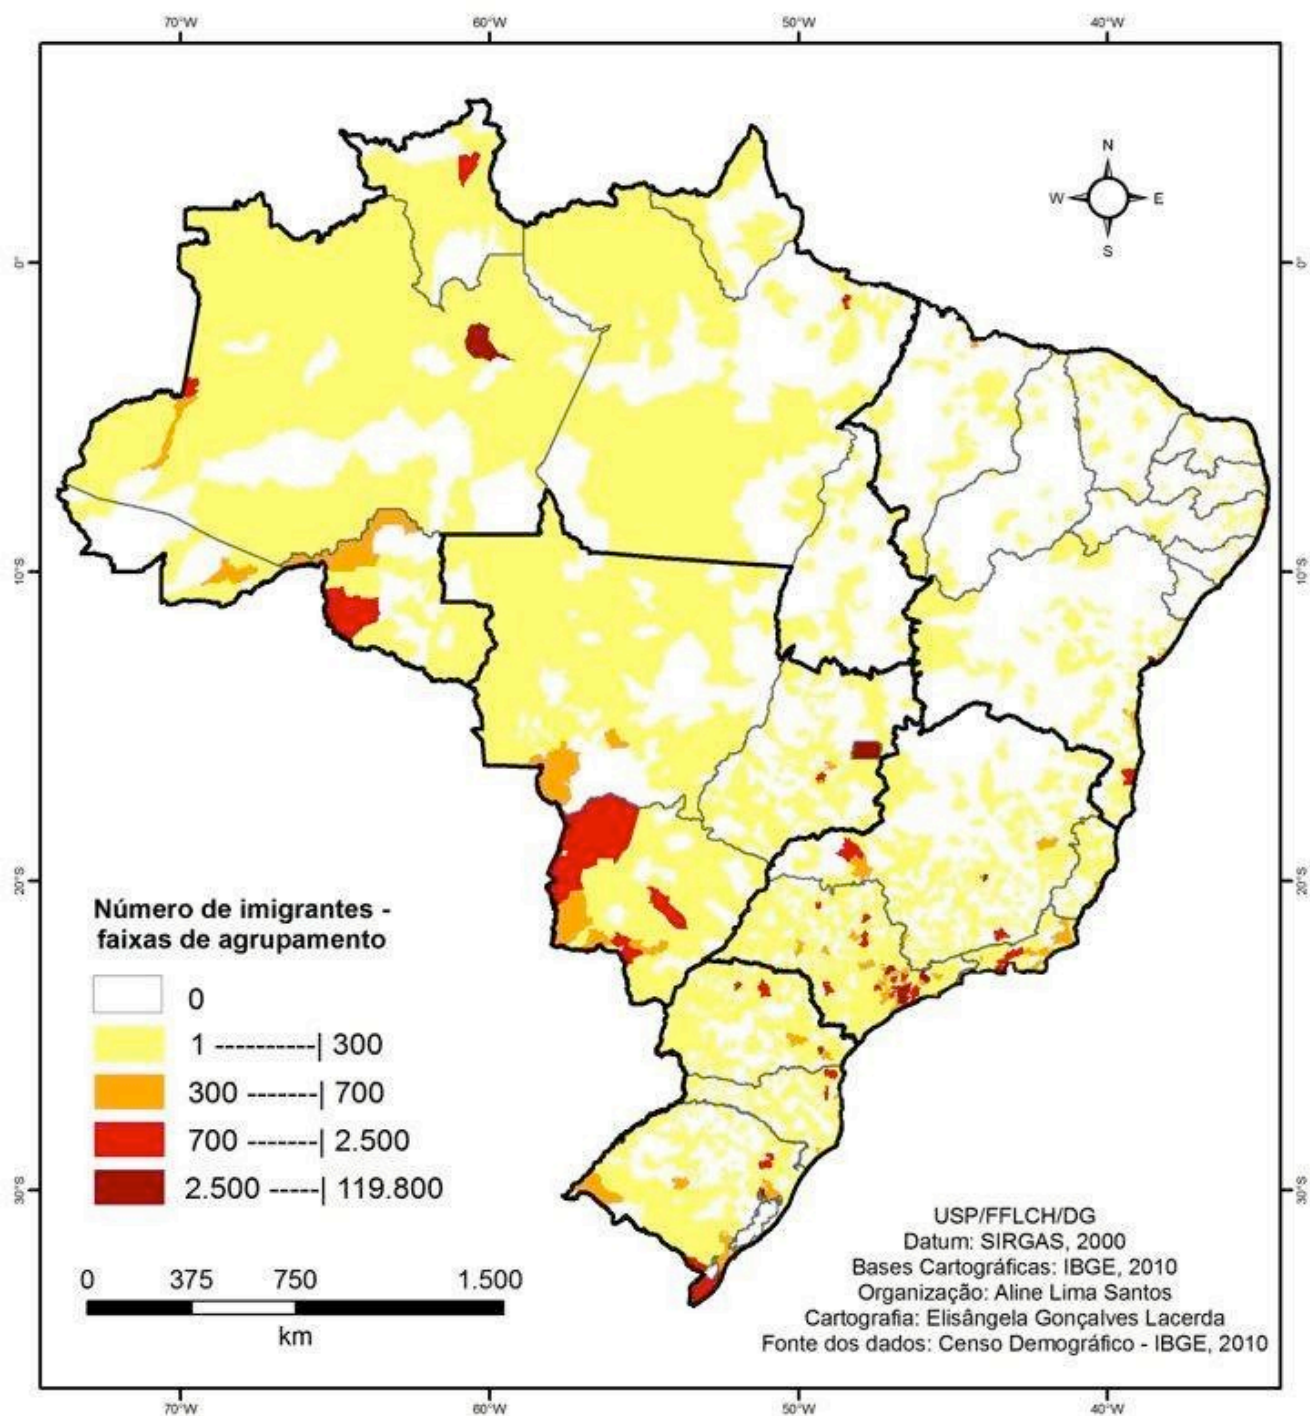 70°W 60°W 50°W 40°W
N
W E
S
0° 0°
10°S 10°S
20°S 20°S
Número de imigrantes -
faixas de agrupamento
0
1 ----------| 300
300 -------| 700
700 -------| 2.500
2.500 -----| 119.800
30°S 30°S
0 375 750 1.500
km
USP/FFLCH/DG
Datum: SIRGAS, 2000
Bases Cartográficas: IBGE, 2010
Organização: Aline Lima Santos
Cartografia: Elisângela Gonçalves Lacerda
Fonte dos dados: Censo Demográfico - IBGE, 2010
70°W 60°W 50°W 40°W